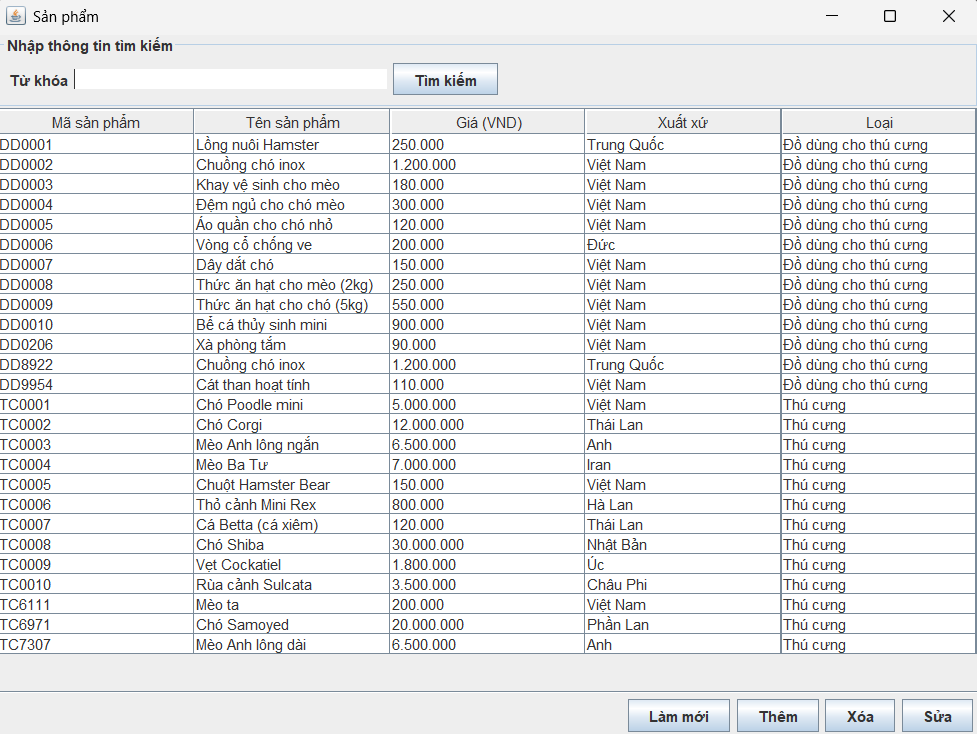 Sản phẩm
Nhập thông tin tìm kiếm
Từ khóa Tìm kiếm
Mã sản phẩm Tên sản phẩm Giá (VND) Xuất xứ Loại
DD0001 Lồng nuôi Hamster 250.000 Trung Quốc Đồ dùng cho thú cưng
DD0002 Chuồng chó inox 1.200.000 Việt Nam Đồ dùng cho thú cưng
DD0003 Khay vệ sinh cho mèo 180.000 Việt Nam Đồ dùng cho thú cưng
DD0004 Đệm ngủ cho chó mèo 300.000 Việt Nam Đồ dùng cho thú cưng
DD0005 Áo quần cho chó nhỏ 120.000 Việt Nam Đồ dùng cho thú cưng
DD0006 Vòng cổ chống ve 200.000 Đức Đồ dùng cho thú cưng
DD0007 Dây dắt chó 150.000 Việt Nam Đồ dùng cho thú cưng
DD0008 Thức ăn hạt cho mèo (2kg) 250.000 Việt Nam Đồ dùng cho thú cưng
DD0009 Thức ăn hạt cho chó (5kg) 550.000 Việt Nam Đồ dùng cho thú cưng
DD0010 Bể cá thủy sinh mini 900.000 Việt Nam Đồ dùng cho thú cưng
DD0206 Xà phòng tắm 90.000 Việt Nam Đồ dùng cho thú cưng
DD8922 Chuồng chó inox 1.200.000 Trung Quốc Đồ dùng cho thú cưng
DD9954 Cát than hoạt tính 110.000 Việt Nam Đồ dùng cho thú cưng
TC0001 Chó Poodle mini 5.000.000 Việt Nam Thú cưng
TC0002 Chó Corgi 12.000.000 Thái Lan Thú cưng
TC0003 Mèo Anh lông ngắn 6.500.000 Anh Thú cưng
TC0004 Mèo Ba Tư 7.000.000 Iran Thú cưng
TC0005 Chuột Hamster Bear 150.000 Việt Nam Thú cưng
TC0006 Thỏ cảnh Mini Rex 800.000 Hà Lan Thú cưng
TC0007 Cá Betta (cá xiêm) 120.000 Thái Lan Thú cưng
TC0008 Chó Shiba 30.000.000 Nhật Bản Thú cưng
TC0009 Vẹt Cockatiel 1.800.000 Úc Thú cưng
TC0010 Rùa cảnh Sulcata 3.500.000 Châu Phi Thú cưng
TC6111 Mèo ta 200.000 Việt Nam Thú cưng
TC6971 Chó Samoyed 20.000.000 Phần Lan Thú cưng
TC7307 Mèo Anh lông dài 6.500.000 Anh Thú cưng
Làm mới Thêm Xóa Sửa